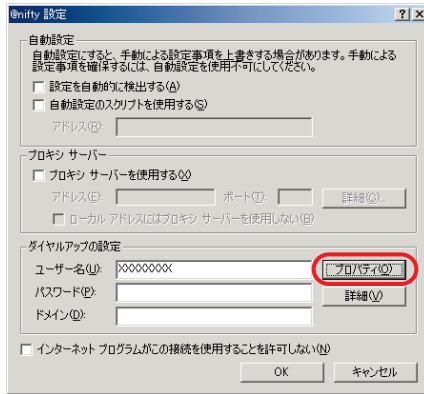 @nifty 設定
自動設定
自動設定にすると、手動による設定事項を上書きする場合があります。手動による
設定事項を確保するには、自動設定を使用不可にしてください。
設定を自動的に検出する(A)
自動設定のスクリプトを使用する(S)
アドレス(R):
プロキシ サーバー
プロキシ サーバーを使用する(X)
アドレス(E): ポート(T): 詳細(C)...
ローカル アドレスにはプロキシ サーバーを使用しない(B)
ダイヤルアップの設定
ユーザー名(U): XXXXXXXX プロパティ(O)
パスワード(P): 詳細(V)
ドメイン(D):
インターネット プログラムがこの接続を使用することを許可しない(N)
OK キャンセル